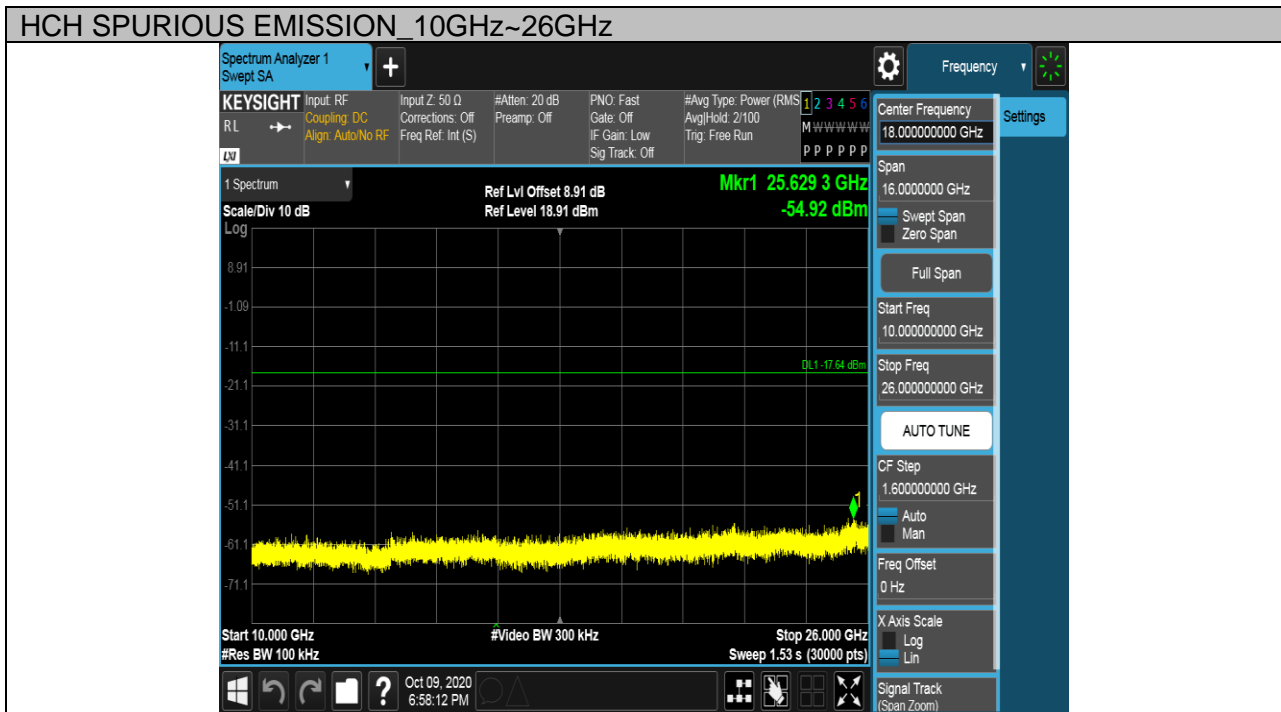 HCH SPURIOUS EMISSION_10GHz~26GHz
Spectrum Analyzer 1
Swept SA
+
Frequency
KEYSIGHT
RL
LXI
Input: RF
Coupling: DC
Align: Auto/No RF
Input Z: 50 Ω
Corrections: Off
Freq Ref: Int (S)
#Atten: 20 dB
Preamp: Off
PNO: Fast
Gate: Off
IF Gain: Low
Sig Track: Off
#Avg Type: Power (RMS
Avg|Hold: 2/100
Trig: Free Run
1 2 3 4 5 6
M W W W W W
P P P P P P
1 Spectrum
Scale/Div 10 dB
Ref Lvl Offset 8.91 dB
Ref Level 18.91 dBm
Mkr1 25.629 3 GHz
-54.92 dBm
Log
8.91
-1.09
-11.1
DL1 -17.64 dBm
-21.1
-31.1
-41.1
-51.1
1
-61.1
-71.1
Start 10.000 GHz
#Res BW 100 kHz
#Video BW 300 kHz
Stop 26.000 GHz
Sweep 1.53 s (30000 pts)
Center Frequency
18.000000000 GHz
Settings
Span
16.0000000 GHz
Swept Span
Zero Span
Full Span
Start Freq
10.000000000 GHz
Stop Freq
26.000000000 GHz
AUTO TUNE
CF Step
1.600000000 GHz
Auto
Man
Freq Offset
0 Hz
X Axis Scale
Log
Lin
Signal Track
(Span Zoom)
?
Oct 09, 2020
6:58:12 PM